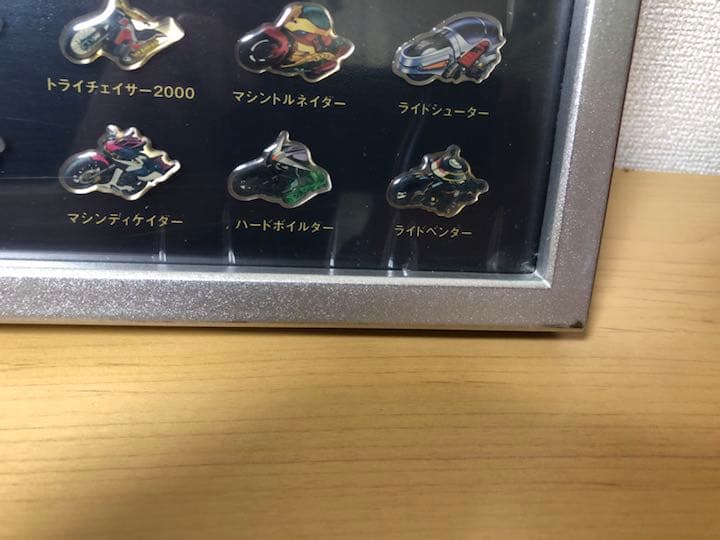 トライチェイサー2000
マシントルネイダー
ライドシューター
マシンディケイダー
ハードボイルダー
ライドベンダー